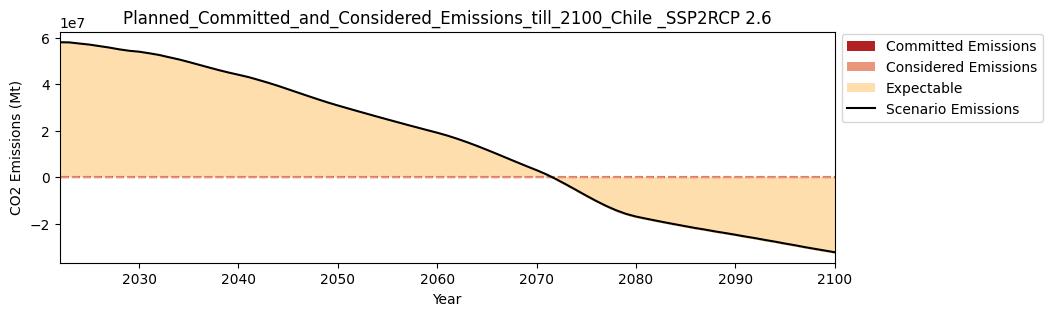 Planned_Committed_and_Considered_Emissions_till_2100_Chile _SSP2RCP 2.6
1e7
6
4
2
0
−2
CO2 Emissions (Mt)
2030 2040 2050 2060 2070 2080 2090 2100
Year
Committed Emissions
Considered Emissions
Expectable
Scenario Emissions